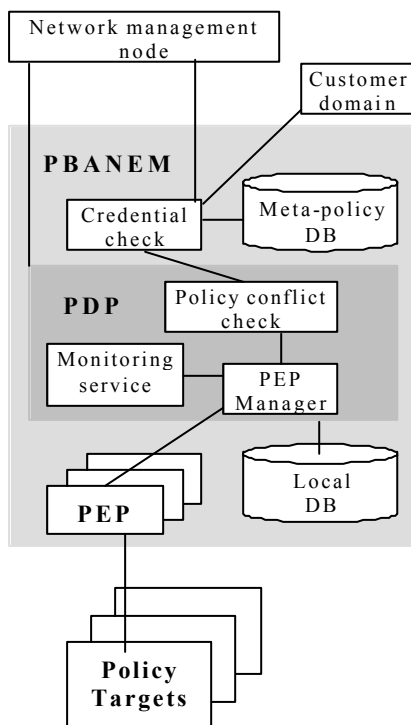 Network management
node
Customer
domain
PBANEM
Credential
check
Meta-policy
DB
PDP
Policy conflict
check
Monitoring
service
PEP
Manager
PEP
Local
DB
Policy
Targets